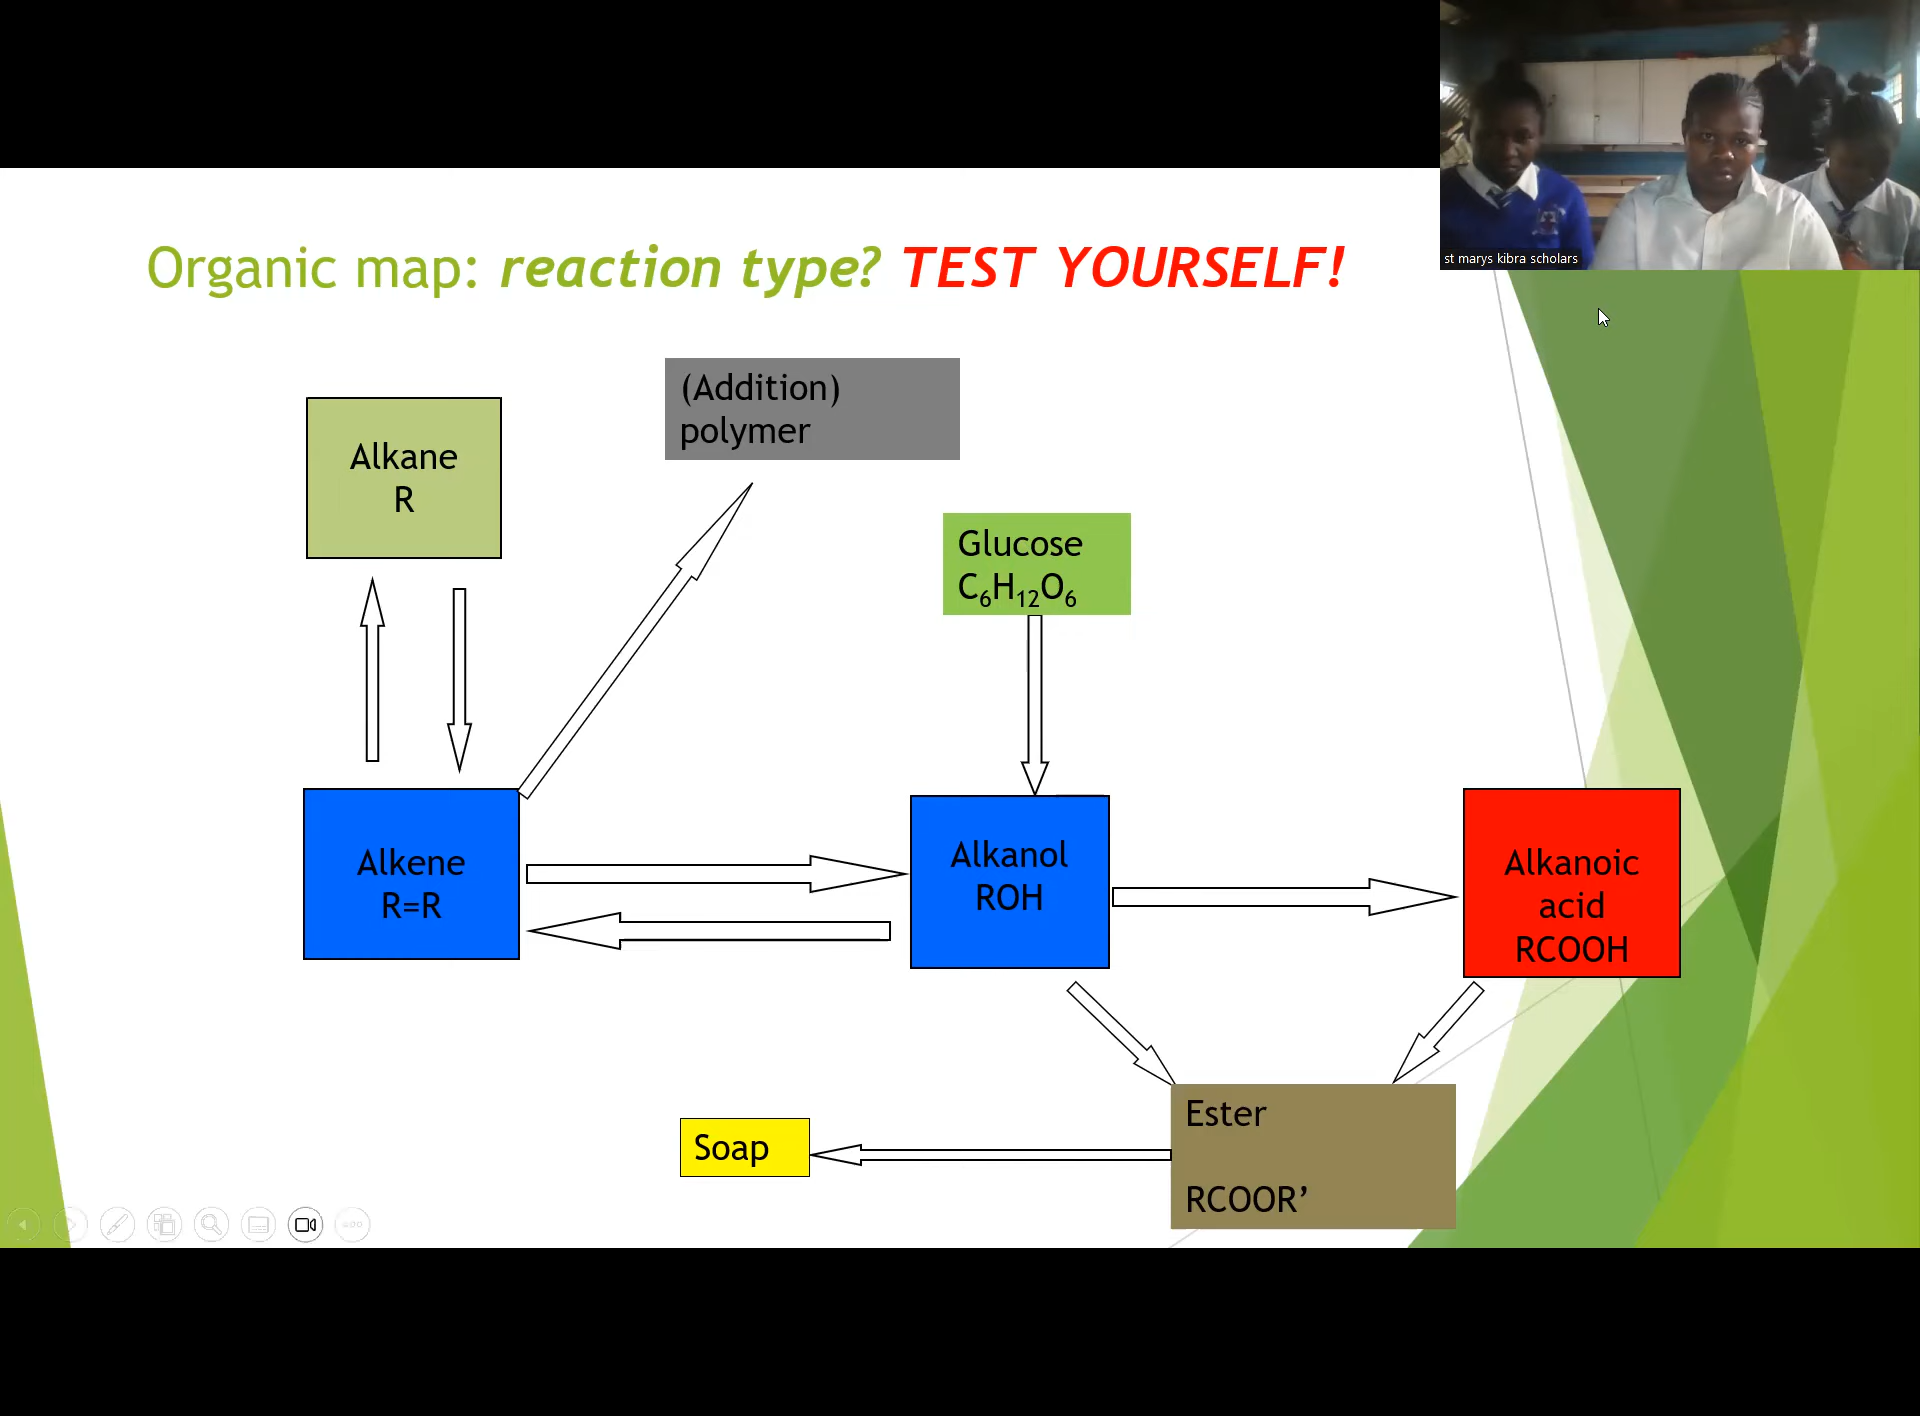 st marys kibra scholars
Organic map: reaction type? TEST YOURSELF!
(Addition)
polymer
Alkane
R
Glucose
C₆H₁₂O₆
Alkene
R=R
Alkanol
ROH
Alkanoic
acid
RCOOH
Ester
RCOOR’
Soap